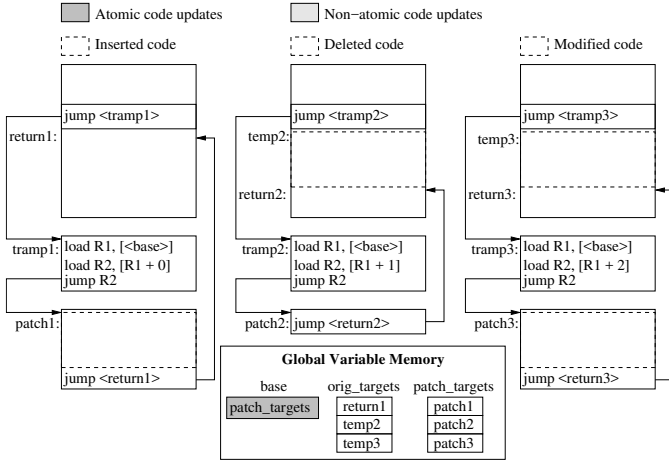 Atomic code updates
Non-atomic code updates
Inserted code
Deleted code
Modified code
jump <tramp1>
return1:
tramp1:
load R1, [<base>]
load R2, [R1 + 0]
jump R2
patch1:
jump <return1>
jump <tramp2>
temp2:
return2:
tramp2:
load R1, [<base>]
load R2, [R1 + 1]
jump R2
patch2:
jump <return2>
jump <tramp3>
temp3:
return3:
tramp3:
load R1, [<base>]
load R2, [R1 + 2]
jump R2
patch3:
jump <return3>
Global Variable Memory
base
orig_targets
patch_targets
patch_targets
return1
patch1
temp2
patch2
temp3
patch3